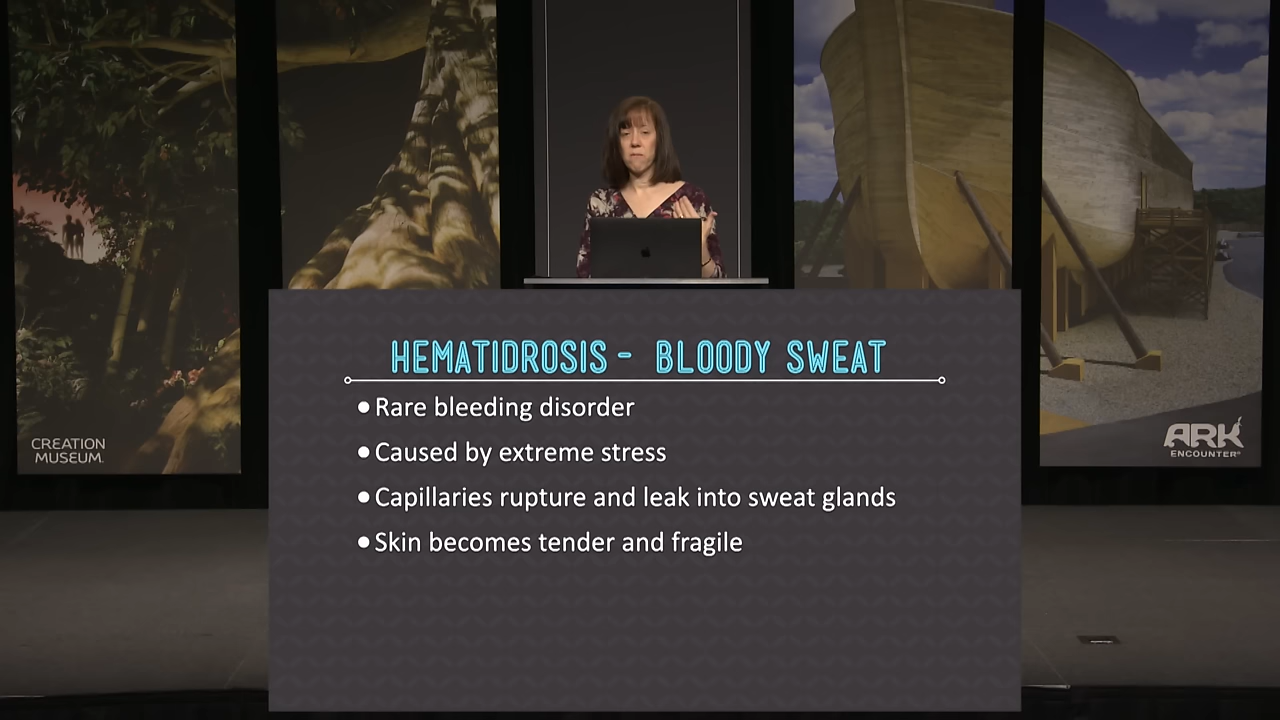 HEMATIDROSIS - BLOODY SWEAT
• Rare bleeding disorder
• Caused by extreme stress
• Capillaries rupture and leak into sweat glands
• Skin becomes tender and fragile
CREATION
MUSEUM.
ARK
ENCOUNTER®